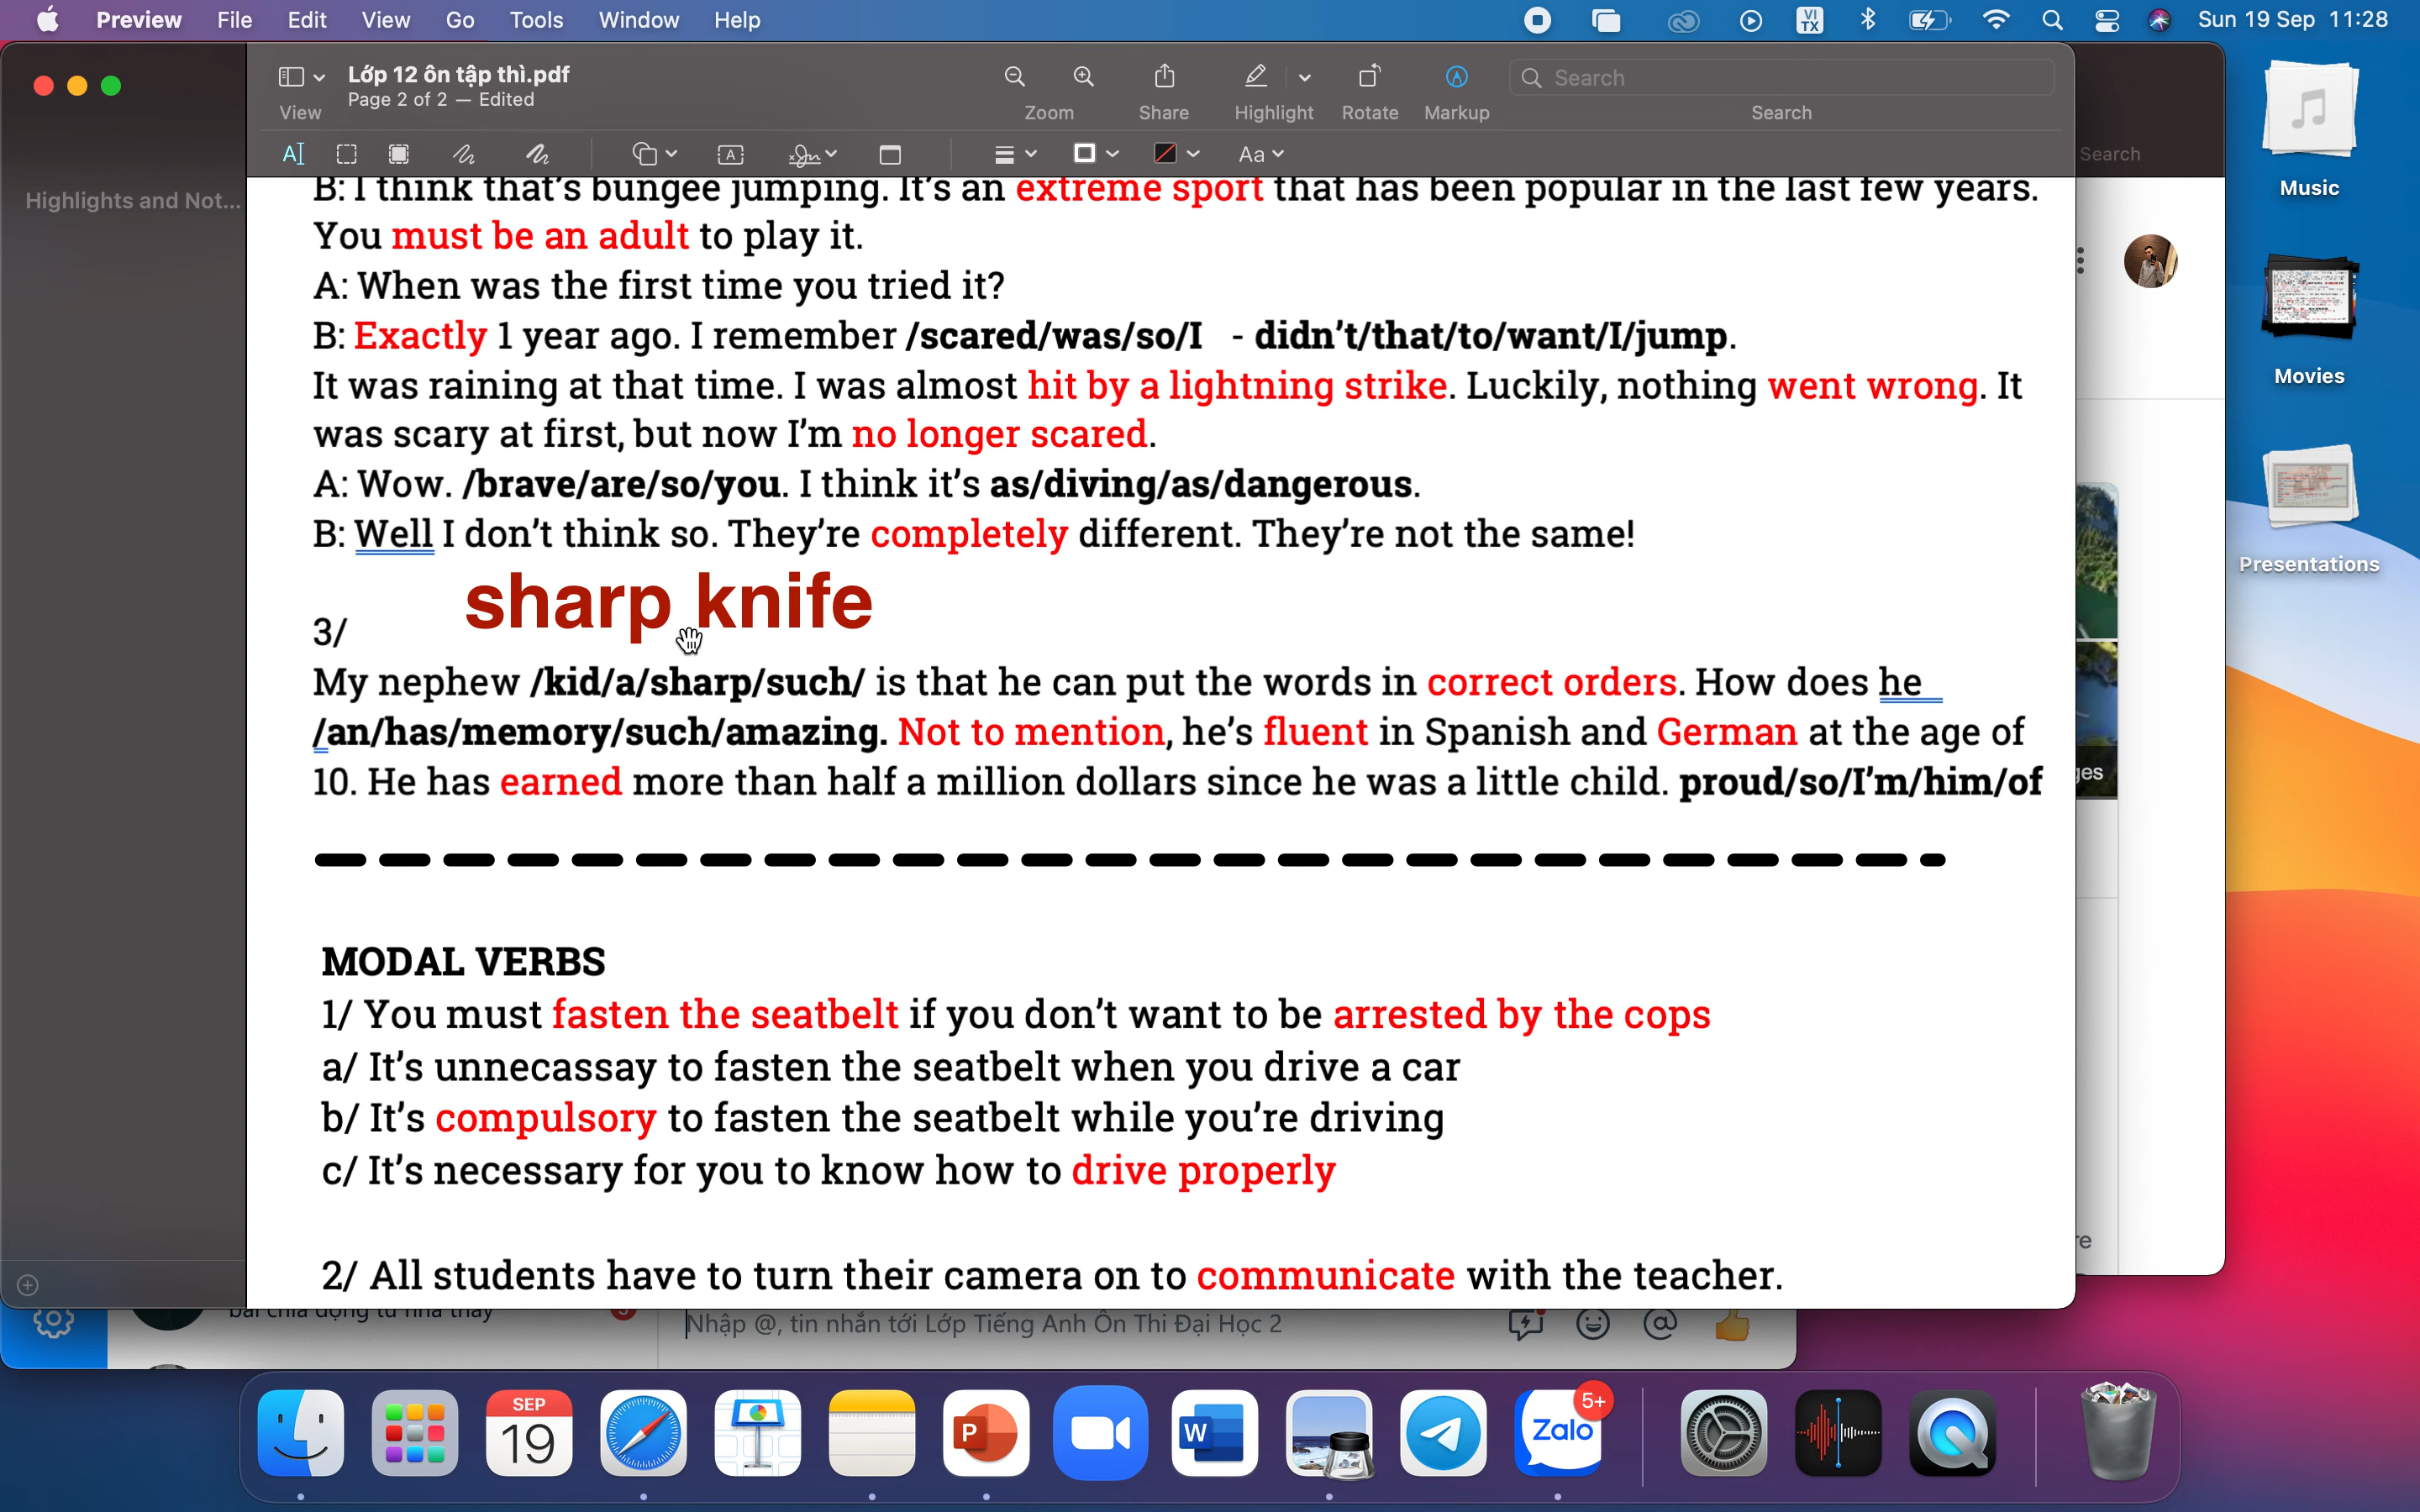 Preview File Edit View Go Tools Window Help VI TX Sun 19 Sep 11:28
Lớp 12 ôn tập thì.pdf
Page 2 of 2 — Edited
View Zoom Share Highlight Rotate Markup Search
Search
Aa
Search
Highlights and Not...
B: I think that's bungee jumping. It's an extreme sport that has been popular in the last few years.
You must be an adult to play it.
A: When was the first time you tried it?
B: Exactly 1 year ago. I remember /scared/was/so/I - didn't/that/to/want/I/jump.
It was raining at that time. I was almost hit by a lightning strike. Luckily, nothing went wrong. It
was scary at first, but now I'm no longer scared.
A: Wow. /brave/are/so/you. I think it's as/diving/as/dangerous.
B: Well I don't think so. They're completely different. They're not the same!
sharp knife
3/
My nephew /kid/a/sharp/such/ is that he can put the words in correct orders. How does he
/an/has/memory/such/amazing. Not to mention, he's fluent in Spanish and German at the age of
10. He has earned more than half a million dollars since he was a little child. proud/so/I'm/him/of
MODAL VERBS
1/ You must fasten the seatbelt if you don't want to be arrested by the cops
a/ It's unnecassay to fasten the seatbelt when you drive a car
b/ It's compulsory to fasten the seatbelt while you're driving
c/ It's necessary for you to know how to drive properly
2/ All students have to turn their camera on to communicate with the teacher.
Music
Movies
Presentations
bài chia động từ nhà thầy
Nhập @, tin nhắn tới Lớp Tiếng Anh Ôn Thi Đại Học 2
SEP
19
P
W
Zalo
5+